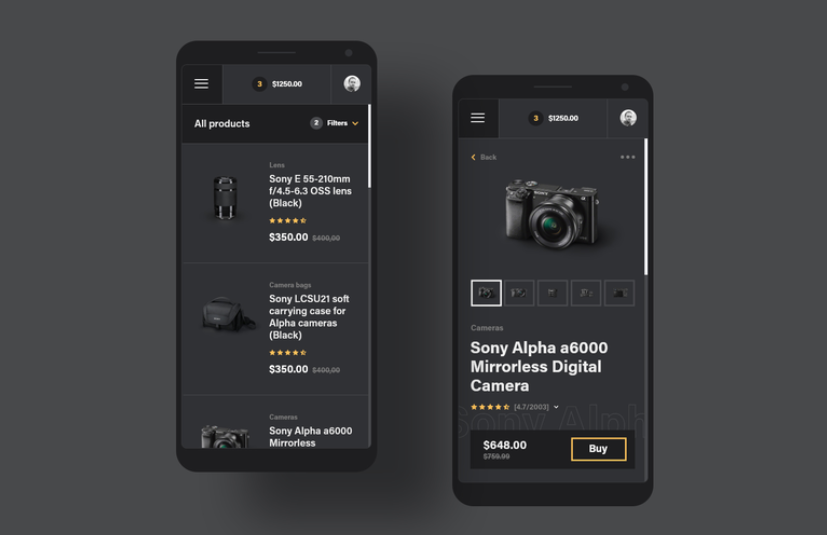 3 $1250.00
All products
2 Filters
Lens
Sony E 55-210mm
f/4.5-6.3 OSS lens
(Black)
$350.00 $400,00
Camera bags
Sony LCSU21 soft
carrying case for
Alpha cameras
(Black)
$350.00 $400,00
Cameras
Sony Alpha a6000
Mirrorless
3 $1250.00
Back
SONY
Cameras
Sony Alpha a6000
Mirrorless Digital
Camera
[4.7/2003]
Sony Alph
$648.00
$759.99
Buy